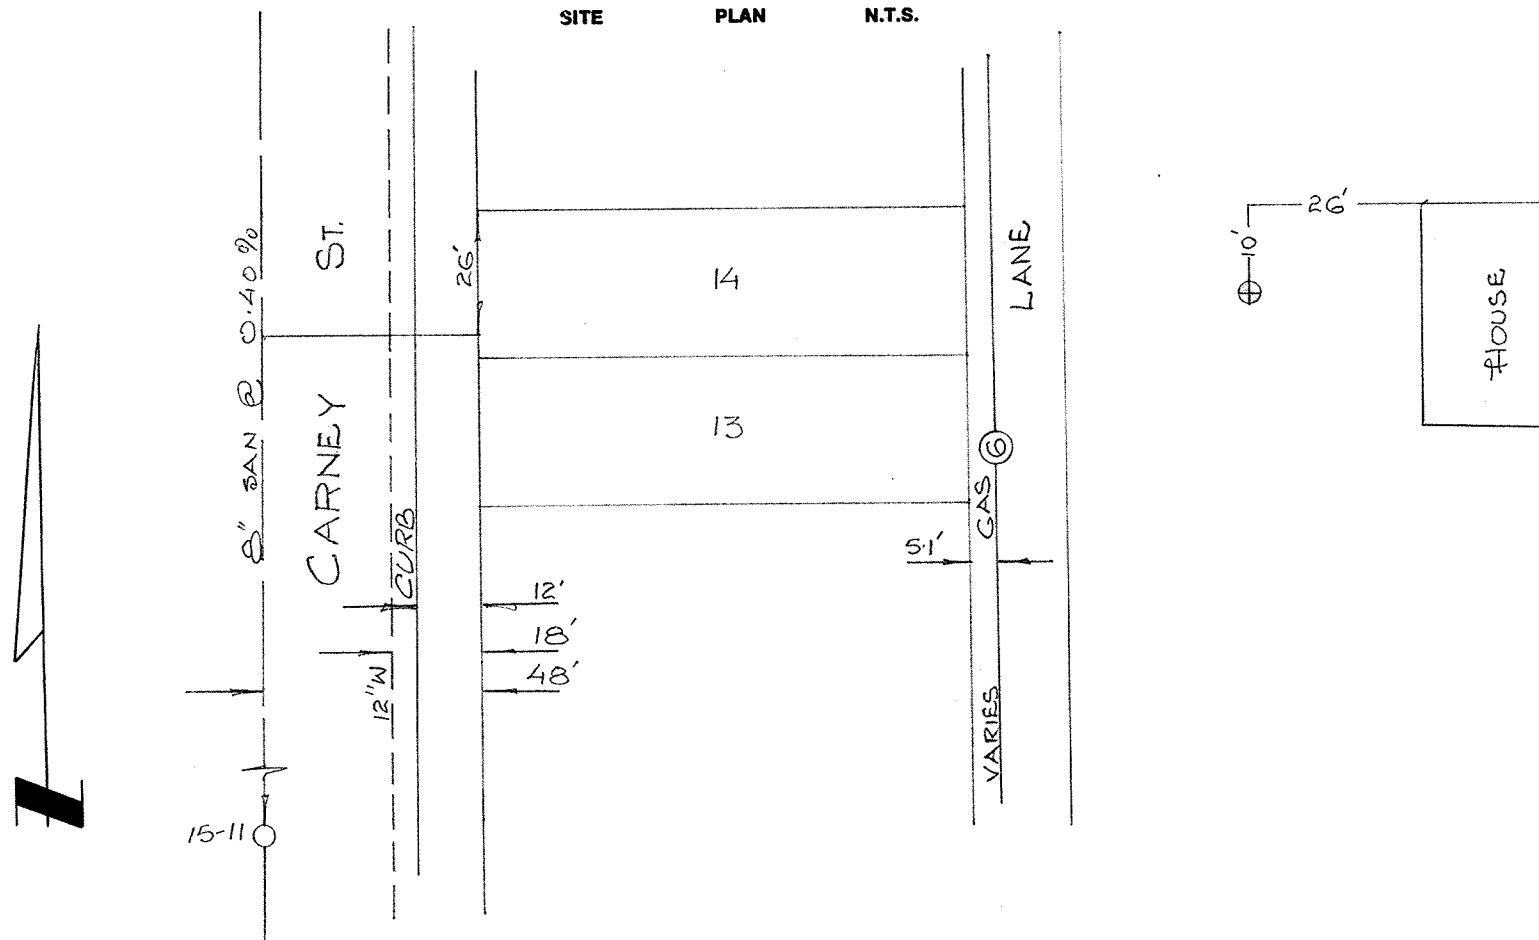 SITE PLAN N.T.S.
8" SAN @ 0.40%
CARNEY ST.
CURB
12" W
26'
14
13
12'
18'
48'
15-11
5.1'
GAS 6
VARIES
LANE
26'
10'
HOUSE